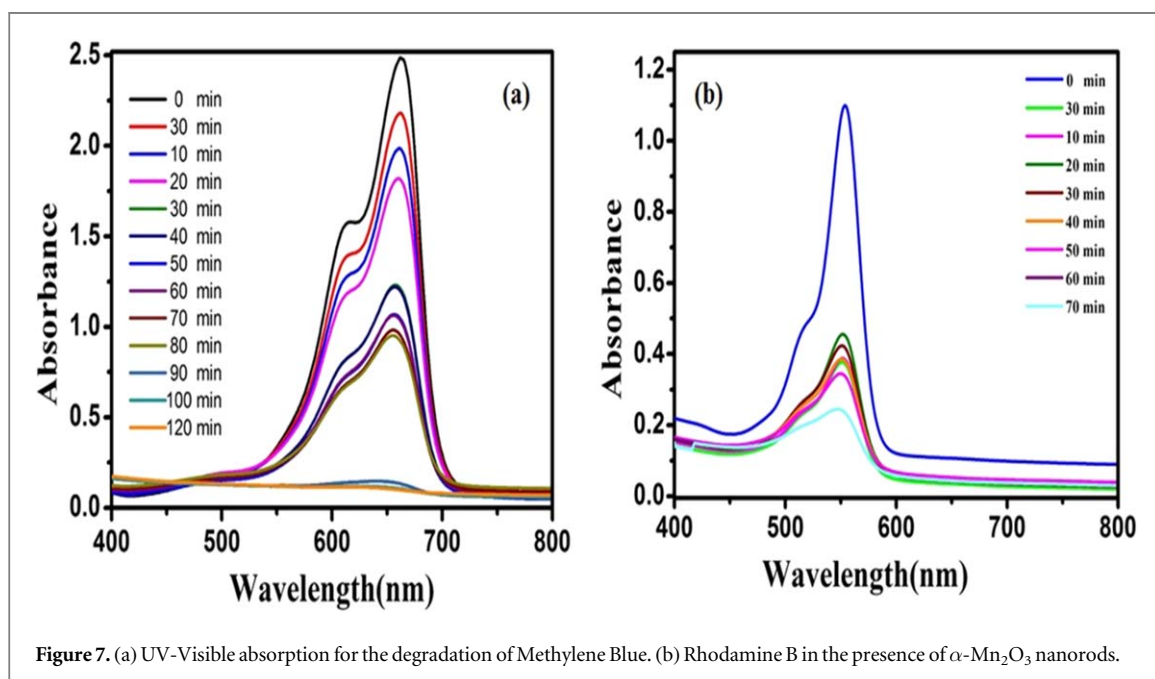 2.5
2.0
1.5
1.0
0.5
0.0
Absorbance
(a)
0 min
30 min
10 min
20 min
30 min
40 min
50 min
60 min
70 min
80 min
90 min
100 min
120 min
400 500 600 700 800
Wavelength(nm)
1.2
1.0
0.8
0.6
0.4
0.2
0.0
Absorbance
(b)
0 min
30 min
10 min
20 min
30 min
40 min
50 min
60 min
70 min
400 500 600 700 800
Wavelength(nm)
Figure 7. (a) UV-Visible absorption for the degradation of Methylene Blue. (b) Rhodamine B in the presence of α-Mn₂O₃ nanorods.